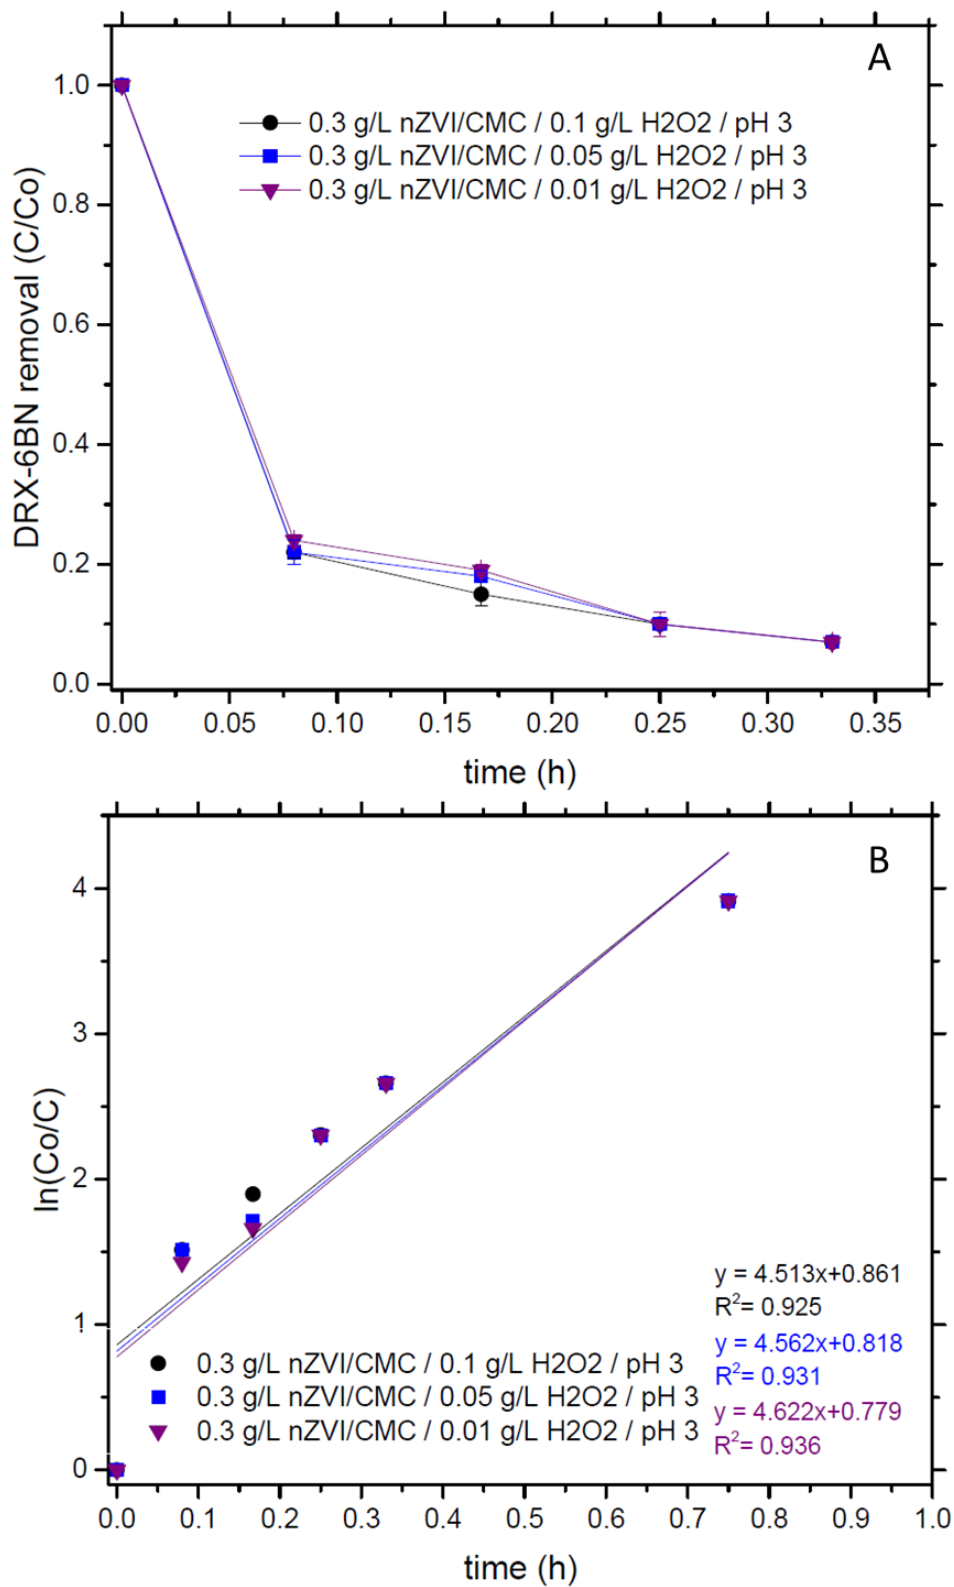 A
1.0
0.8
0.6
0.4
0.2
0.0
DRX-6BN removal (C/Co)
0.3 g/L nZVI/CMC / 0.1 g/L H2O2 / pH 3
0.3 g/L nZVI/CMC / 0.05 g/L H2O2 / pH 3
0.3 g/L nZVI/CMC / 0.01 g/L H2O2 / pH 3
0.00 0.05 0.10 0.15 0.20 0.25 0.30 0.35
time (h)
B
4
3
2
1
0
ln(Co/C)
y = 4.513x+0.861
R²= 0.925
y = 4.562x+0.818
R²= 0.931
y = 4.622x+0.779
R²= 0.936
0.3 g/L nZVI/CMC / 0.1 g/L H2O2 / pH 3
0.3 g/L nZVI/CMC / 0.05 g/L H2O2 / pH 3
0.3 g/L nZVI/CMC / 0.01 g/L H2O2 / pH 3
0.0 0.1 0.2 0.3 0.4 0.5 0.6 0.7 0.8 0.9 1.0
time (h)